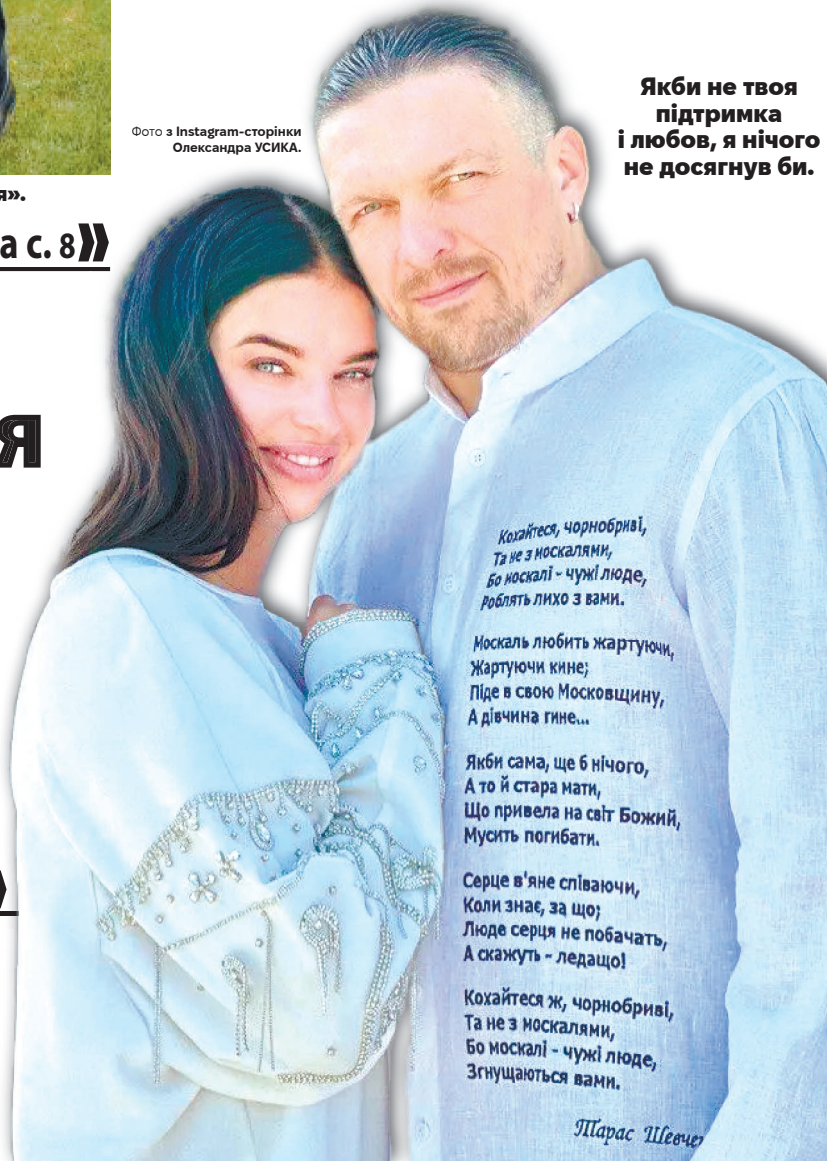 Фото з Instagram-сторінки
Олександра УСИКА.
Якби не твоя
підтримка
і любов, я нічого
не досягнув би.
я».
а с. 8
Я
Кохайтеся, чорнобриві,
Та не з москалями,
Бо москалі - чужі люде,
Роблять лихо з вами.
Москаль любить жартуючи,
Жартуючи кине;
Піде в свою Московщину,
А дівчина гине...
Якби сама, ще б нічого,
А то й стара мати,
Що привела на світ Божий,
Мусить погибати.
Серце в'яне співаючи,
Коли знає, за що;
Люде серця не побачать,
А скажуть - ледащо!
Кохайтеся ж, чорнобриві,
Та не з москалями,
Бо москалі - чужі люде,
Згнущаються вами.
Тарас Шевчен